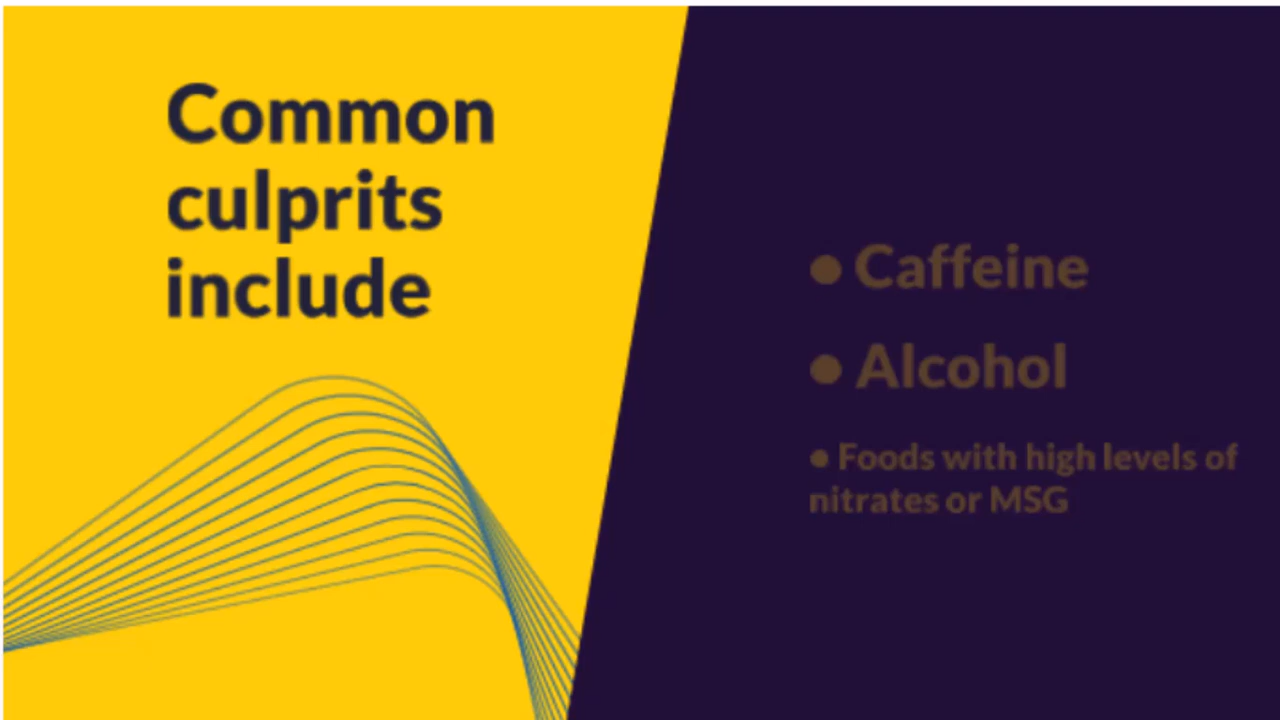 Common
culprits
include
● Caffeine
● Alcohol
● Foods with high levels of
nitrates or MSG